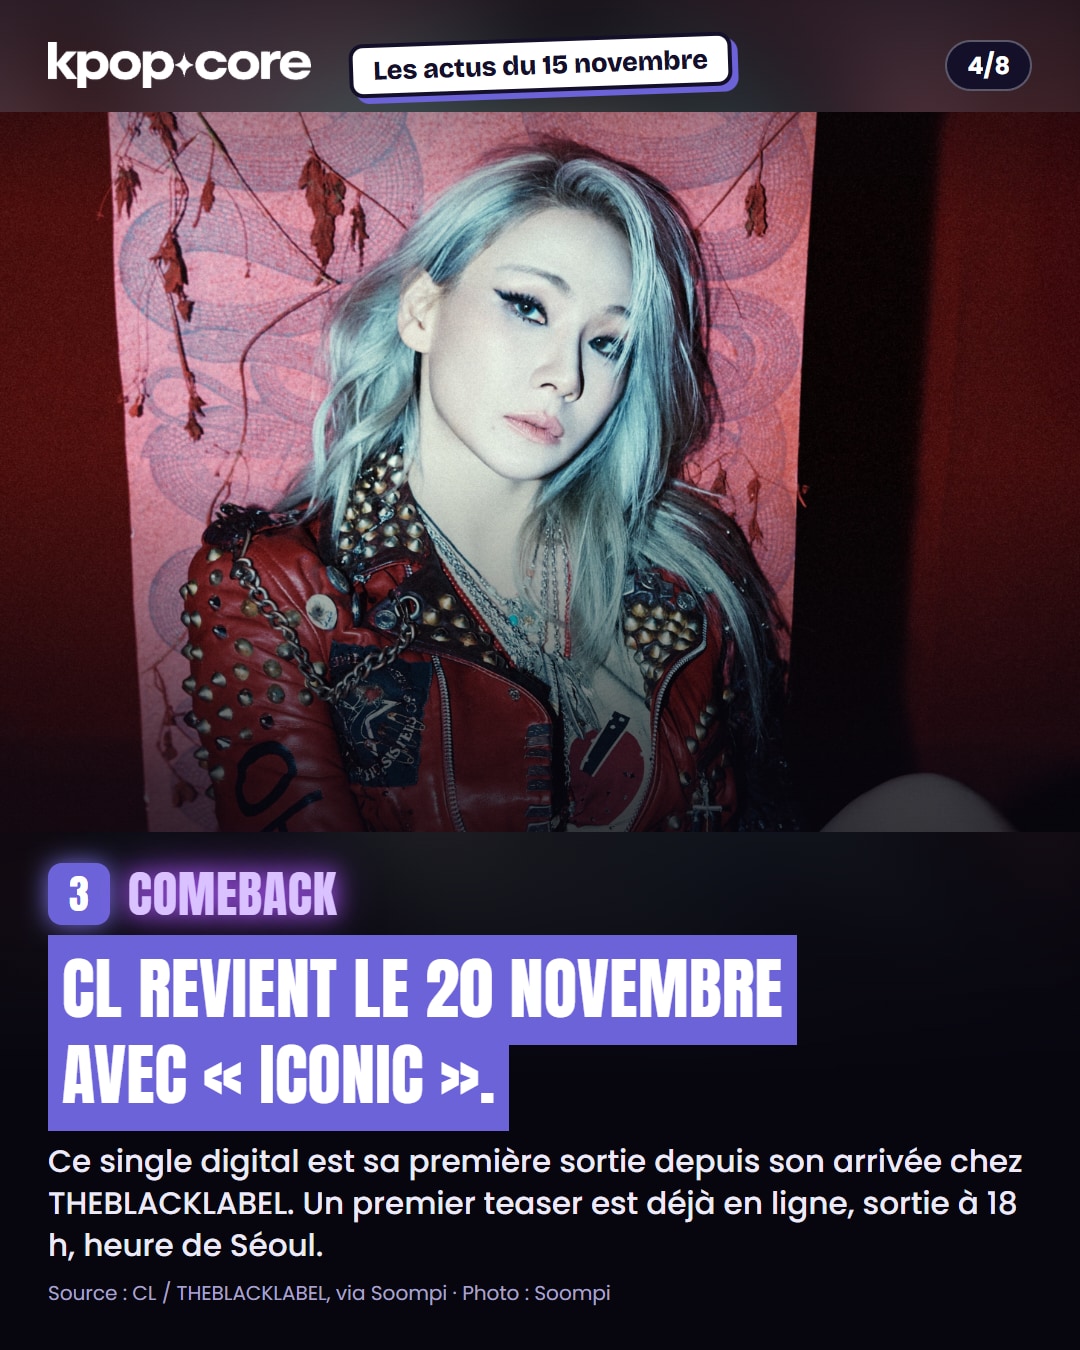 kpop✦core
Les actus du 15 novembre
4/8
3
COMEBACK
CL REVIENT LE 20 NOVEMBRE
AVEC « ICONIC ».
Ce single digital est sa première sortie depuis son arrivée chez
THEBLACKLABEL. Un premier teaser est déjà en ligne, sortie à 18
h, heure de Séoul.
Source : CL / THEBLACKLABEL, via Soompi · Photo : Soompi